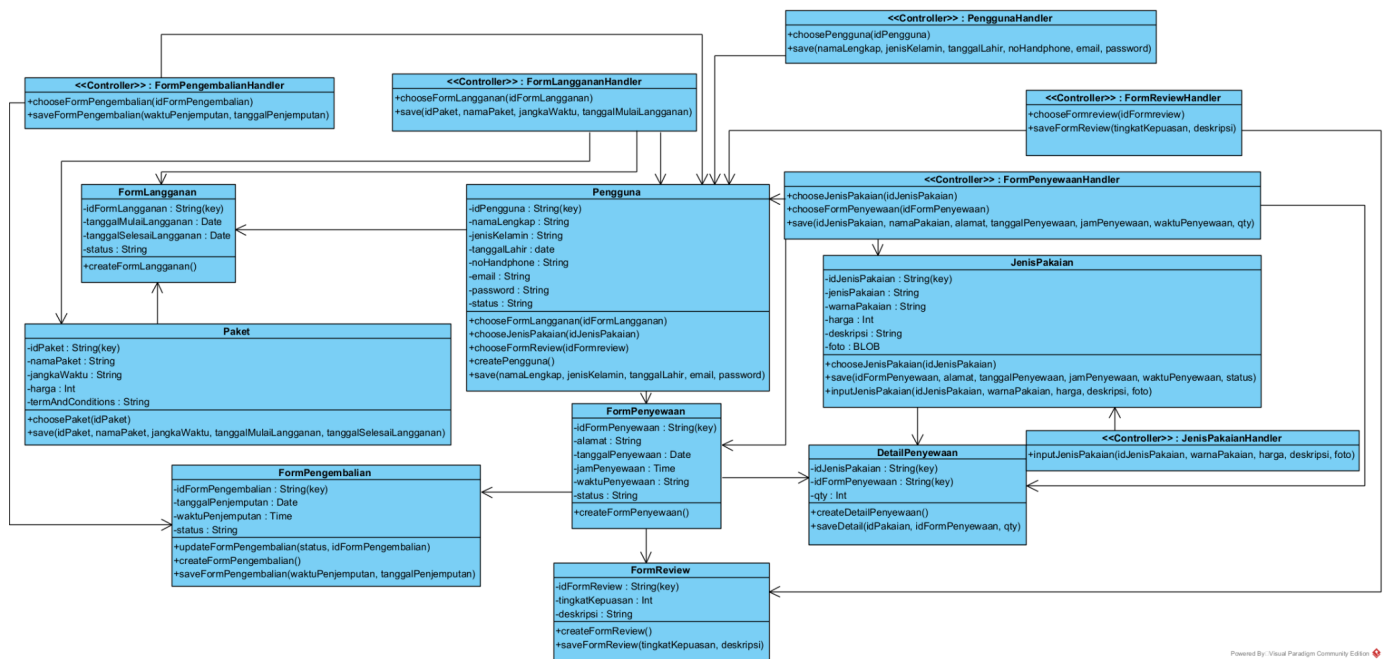 <<Controller>> : PenggunaHandler
+choosePengguna(idPengguna)
+save(namaLengkap, jenisKelamin, tanggalLahir, noHandphone, email, password)
<<Controller>> : FormPengembalianHandler
+chooseFormPengembalian(idFormPengembalian)
+saveFormPengembalian(waktuPenjemputan, tanggalPenjemputan)
<<Controller>> : FormLanggananHandler
+chooseFormLangganan(idFormLangganan)
+save(idPaket, namaPaket, jangkaWaktu, tanggalMulaiLangganan)
<<Controller>> : FormReviewHandler
+chooseFormreview(idFormreview)
+saveFormReview(tingkatKepuasan, deskripsi)
FormLangganan
-idFormLangganan : String(key)
-tanggalMulaiLangganan : Date
-tanggalSelesaiLangganan : Date
-status : String
+createFormLangganan()
Pengguna
-idPengguna : String(key)
-namaLengkap : String
-jenisKelamin : String
-tanggalLahir : date
-noHandphone : String
-email : String
-password : String
-status : String
+chooseFormLangganan(idFormLangganan)
+chooseJenisPakaian(idJenisPakaian)
+chooseFormReview(idFormreview)
+createPengguna()
+save(namaLengkap, jenisKelamin, tanggalLahir, email, password)
<<Controller>> : FormPenyewaanHandler
+chooseJenisPakaian(idJenisPakaian)
+chooseFormPenyewaan(idFormPenyewaan)
+save(idJenisPakaian, namaPakaian, alamat, tanggalPenyewaan, jamPenyewaan, waktuPenyewaan, qty)
JenisPakaian
-idJenisPakaian : String(key)
-jenisPakaian : String
-warnaPakaian : String
-harga : Int
-deskripsi : String
-foto : BLOB
+chooseJenisPakaian(idJenisPakaian)
+save(idFormPenyewaan, alamat, tanggalPenyewaan, jamPenyewaan, waktuPenyewaan, status)
+inputJenisPakaian(idJenisPakaian, warnaPakaian, harga, deskripsi, foto)
Paket
-idPaket : String(key)
-namaPaket : String
-jangkaWaktu : String
-harga : Int
-termAndConditions : String
+choosePaket(idPaket)
+save(idPaket, namaPaket, jangkaWaktu, tanggalMulaiLangganan, tanggalSelesaiLangganan)
FormPenyewaan
-idFormPenyewaan : String(key)
-alamat : String
-tanggalPenyewaan : Date
-jamPenyewaan : Time
-waktuPenyewaan : String
-status : String
+createFormPenyewaan()
<<Controller>> : JenisPakaianHandler
+inputJenisPakaian(idJenisPakaian, warnaPakaian, harga, deskripsi, foto)
DetailPenyewaan
-idJenisPakaian : String(key)
-idFormPenyewaan : String(key)
-qty : Int
+createDetailPenyewaan()
+saveDetail(idPakaian, idFormPenyewaan, qty)
FormPengembalian
-idFormPengembalian : String(key)
-tanggalPenjemputan : Date
-waktuPenjemputan : Time
-status : String
+updateFormPengembalian(status, idFormPengembalian)
+createFormPengembalian()
+saveFormPengembalian(waktuPenjemputan, tanggalPenjemputan)
FormReview
-idFormReview : String(key)
-tingkatKepuasan : Int
-deskripsi : String
+createFormReview()
+saveFormReview(tingkatKepuasan, deskripsi)
Powered By: Visual Paradigm Community Edition